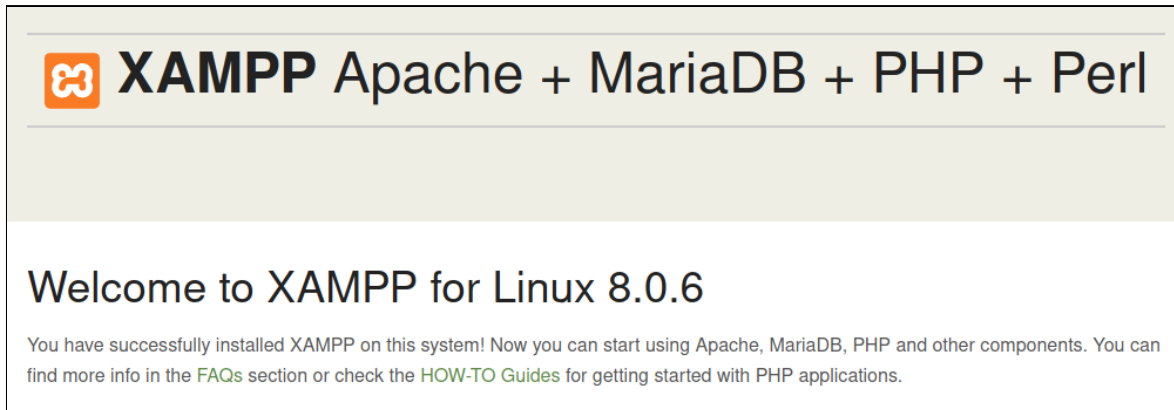 XAMPP Apache + MariaDB + PHP + Perl
Welcome to XAMPP for Linux 8.0.6
You have successfully installed XAMPP on this system! Now you can start using Apache, MariaDB, PHP and other components. You can
find more info in the FAQs section or check the HOW-TO Guides for getting started with PHP applications.